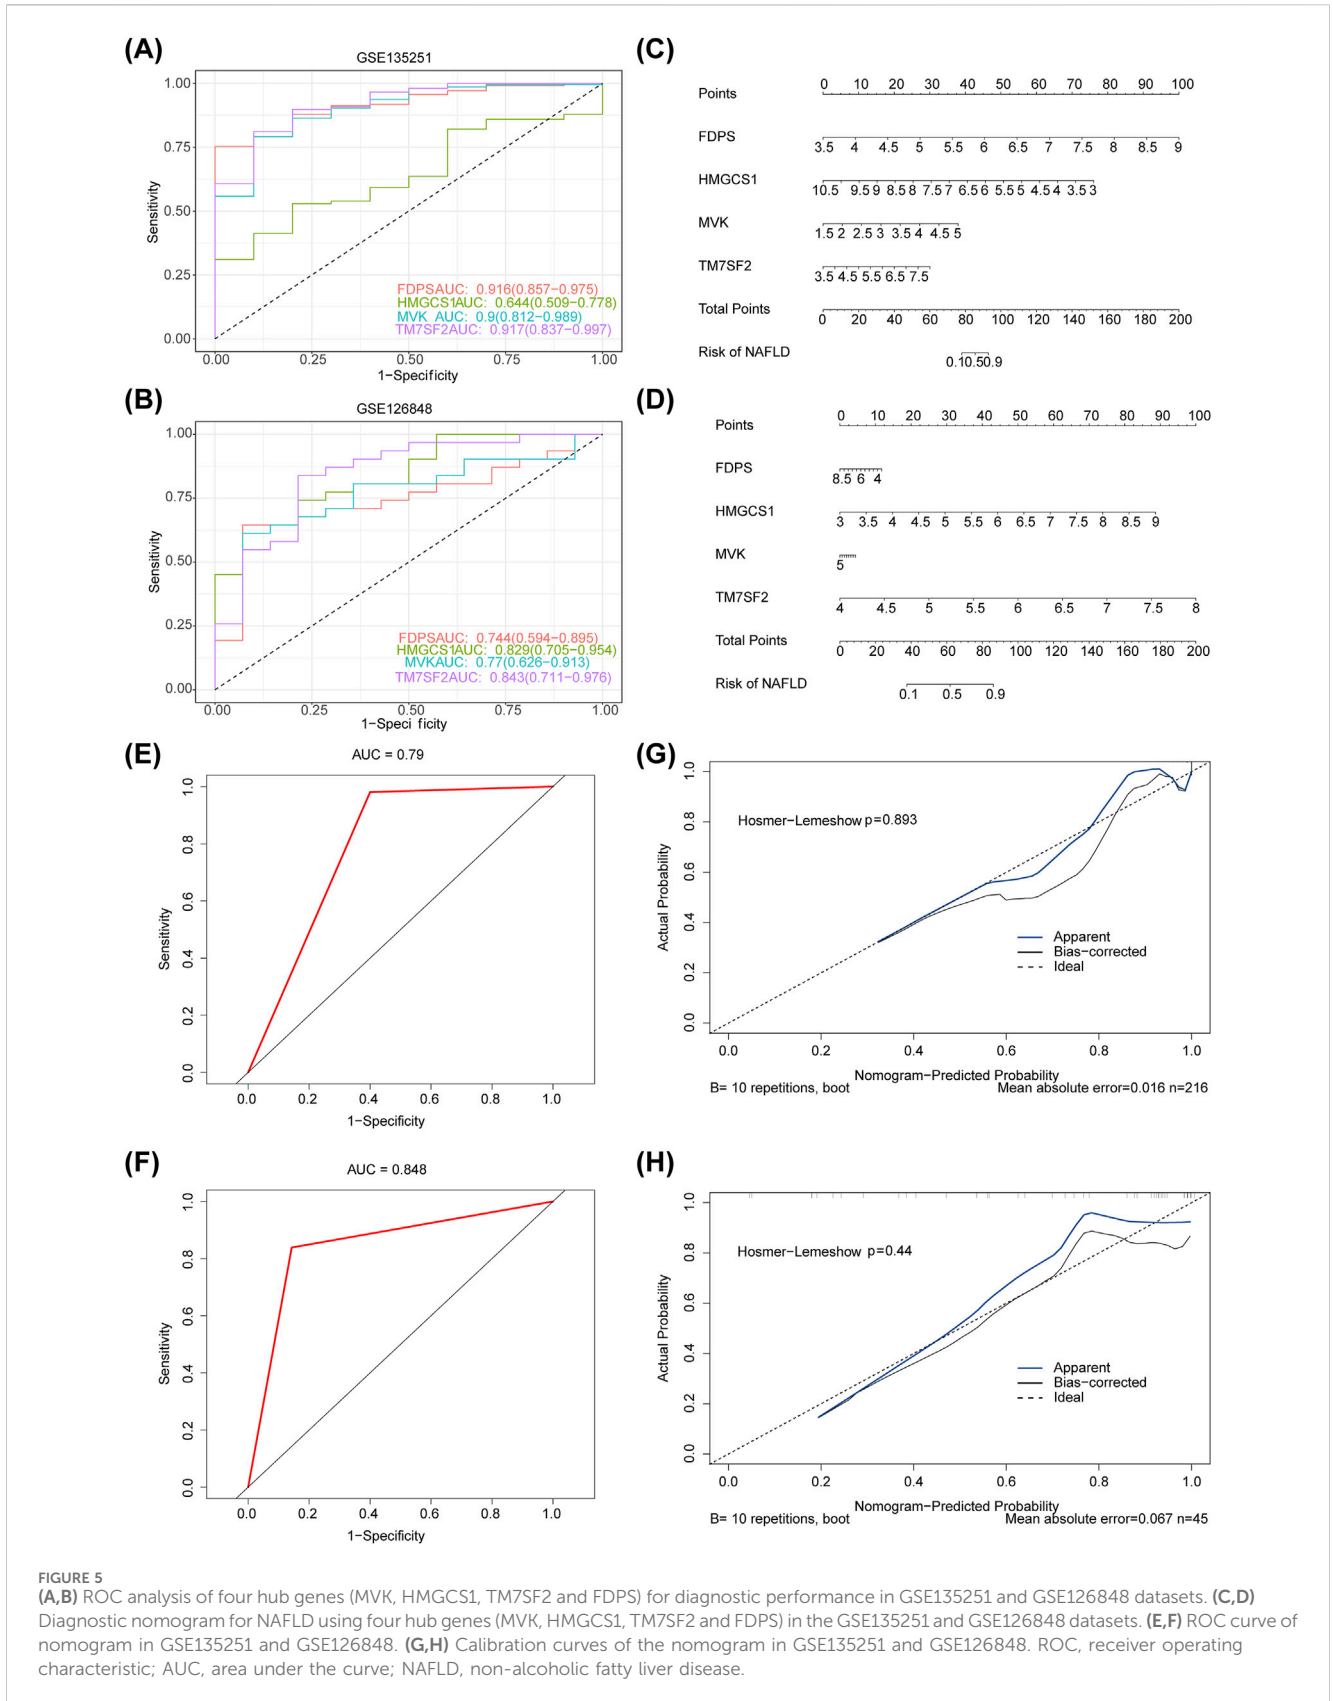 (A)
GSE135251
1.00
0.75
0.50
0.25
0.00
Sensitivity
FDPSAUC: 0.916(0.857−0.975)
HMGCS1AUC: 0.644(0.509−0.778)
MVK AUC: 0.9(0.812−0.989)
TM7SF2AUC: 0.917(0.837−0.997)
0.00 0.25 0.50 0.75 1.00
1−Specificity
(C)
Points
0 10 20 30 40 50 60 70 80 90 100
FDPS
3.5 4 4.5 5 5.5 6 6.5 7 7.5 8 8.5 9
HMGCS1
10.5 9.5 9 8.5 8 7.5 7 6.5 6 5.5 5 4.5 4 3.5 3
MVK
1.5 2 2.5 3 3.5 4 4.5 5
TM7SF2
3.5 4.5 5.5 6.5 7.5
Total Points
0 20 40 60 80 100 120 140 160 180 200
Risk of NAFLD
0.1 0.5 0.9
(B)
GSE126848
1.00
0.75
0.50
0.25
0.00
Sensitivity
FDPSAUC: 0.744(0.594−0.895)
HMGCS1AUC: 0.829(0.705−0.954)
MVKAUC: 0.77(0.626−0.913)
TM7SF2AUC: 0.843(0.711−0.976)
0.00 0.25 0.50 0.75 1.00
1−Speci ficity
(D)
Points
0 10 20 30 40 50 60 70 80 90 100
FDPS
8.5 6 4
HMGCS1
3 3.5 4 4.5 5 5.5 6 6.5 7 7.5 8 8.5 9
MVK
5
TM7SF2
4 4.5 5 5.5 6 6.5 7 7.5 8
Total Points
0 20 40 60 80 100 120 140 160 180 200
Risk of NAFLD
0.1 0.5 0.9
(E)
AUC = 0.79
1.0
0.8
0.6
0.4
0.2
0.0
Sensitivity
0.0 0.2 0.4 0.6 0.8 1.0
1−Specificity
(G)
1.0
0.8
0.6
0.4
0.2
0.0
Actual Probability
Hosmer−Lemeshow p=0.893
Apparent
Bias−corrected
Ideal
0.0 0.2 0.4 0.6 0.8 1.0
Nomogram−Predicted Probability
B= 10 repetitions, boot Mean absolute error=0.016 n=216
(F)
AUC = 0.848
1.0
0.8
0.6
0.4
0.2
0.0
Sensitivity
0.0 0.2 0.4 0.6 0.8 1.0
1−Specificity
(H)
1.0
0.8
0.6
0.4
0.2
0.0
Actual Probability
Hosmer−Lemeshow p=0.44
Apparent
Bias−corrected
Ideal
0.0 0.2 0.4 0.6 0.8 1.0
Nomogram−Predicted Probability
B= 10 repetitions, boot Mean absolute error=0.067 n=45
FIGURE 5
(A,B) ROC analysis of four hub genes (MVK, HMGCS1, TM7SF2 and FDPS) for diagnostic performance in GSE135251 and GSE126848 datasets. (C,D)
Diagnostic nomogram for NAFLD using four hub genes (MVK, HMGCS1, TM7SF2 and FDPS) in the GSE135251 and GSE126848 datasets. (E,F) ROC curve of
nomogram in GSE135251 and GSE126848. (G,H) Calibration curves of the nomogram in GSE135251 and GSE126848. ROC, receiver operating
characteristic; AUC, area under the curve; NAFLD, non-alcoholic fatty liver disease.